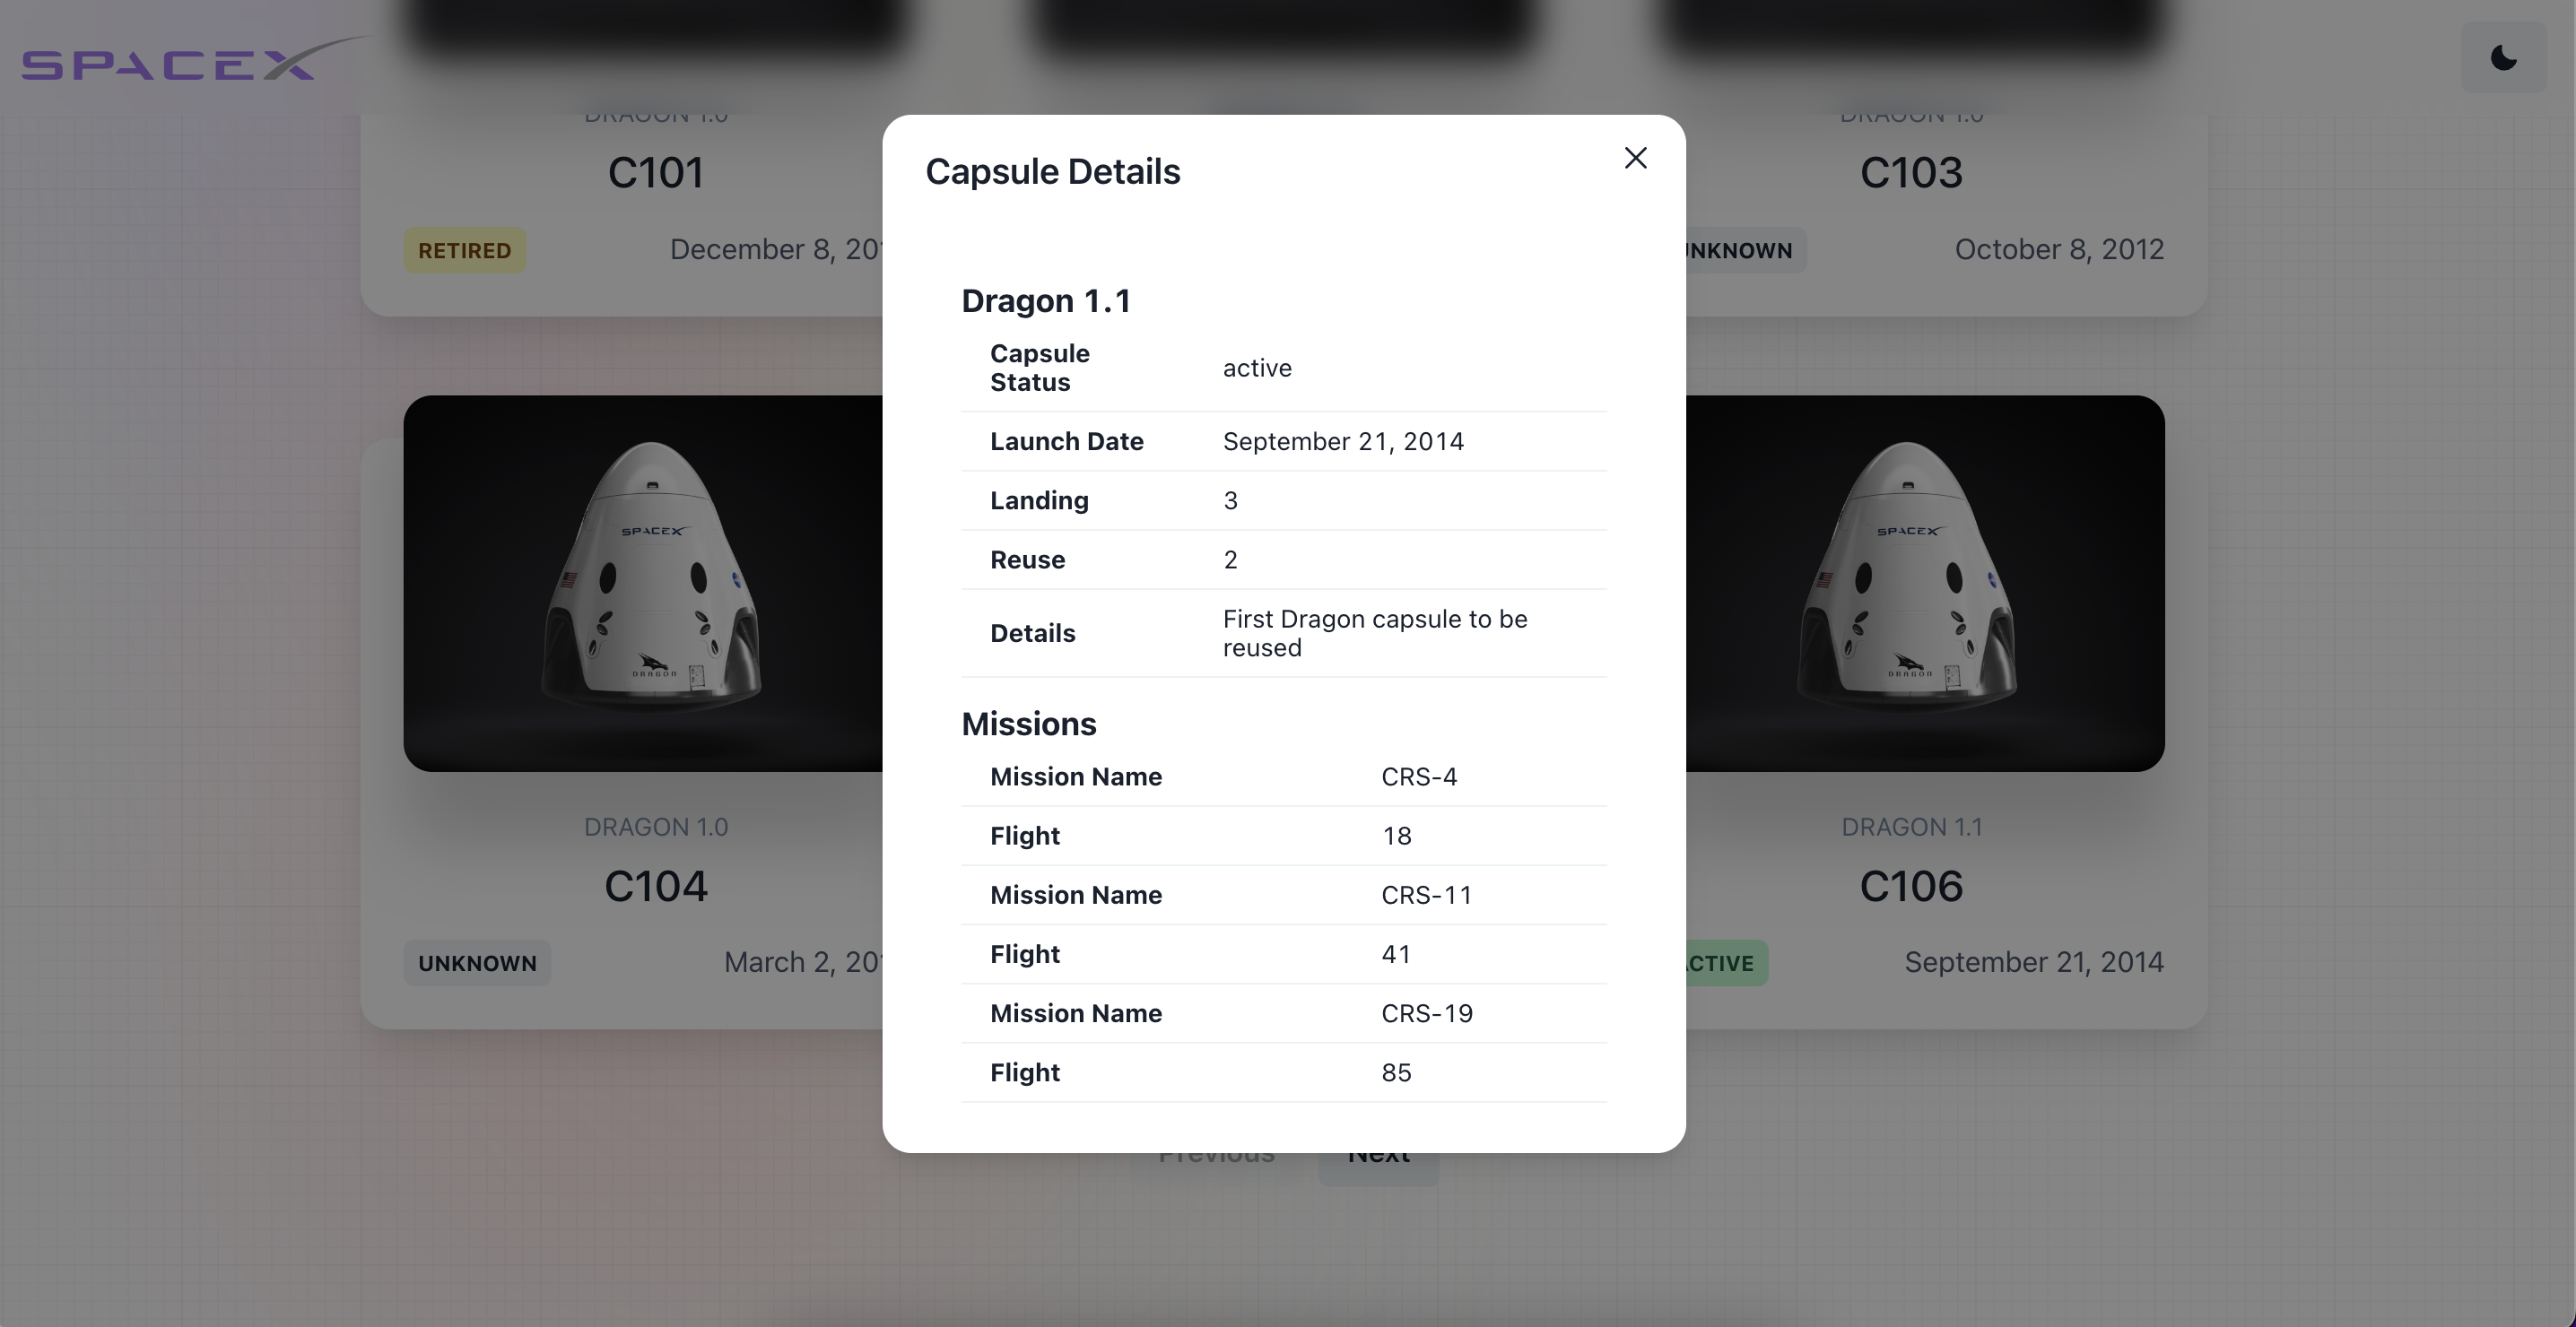 SPACEX
DRAGON 1.0
DRAGON 1.0
C101
C103
RETIRED
December 8, 20
NKNOWN
October 8, 2012
Capsule Details
Dragon 1.1
Capsule
Status
active
Launch Date
September 21, 2014
Landing
3
Reuse
2
Details
First Dragon capsule to be
reused
Missions
Mission Name
CRS-4
Flight
18
Mission Name
CRS-11
Flight
41
Mission Name
CRS-19
Flight
85
SPACEX
DRAGON
DRAGON 1.0
C104
UNKNOWN
March 2, 20
SPACEX
DRAGON
DRAGON 1.1
C106
CTIVE
September 21, 2014
Previous
Next